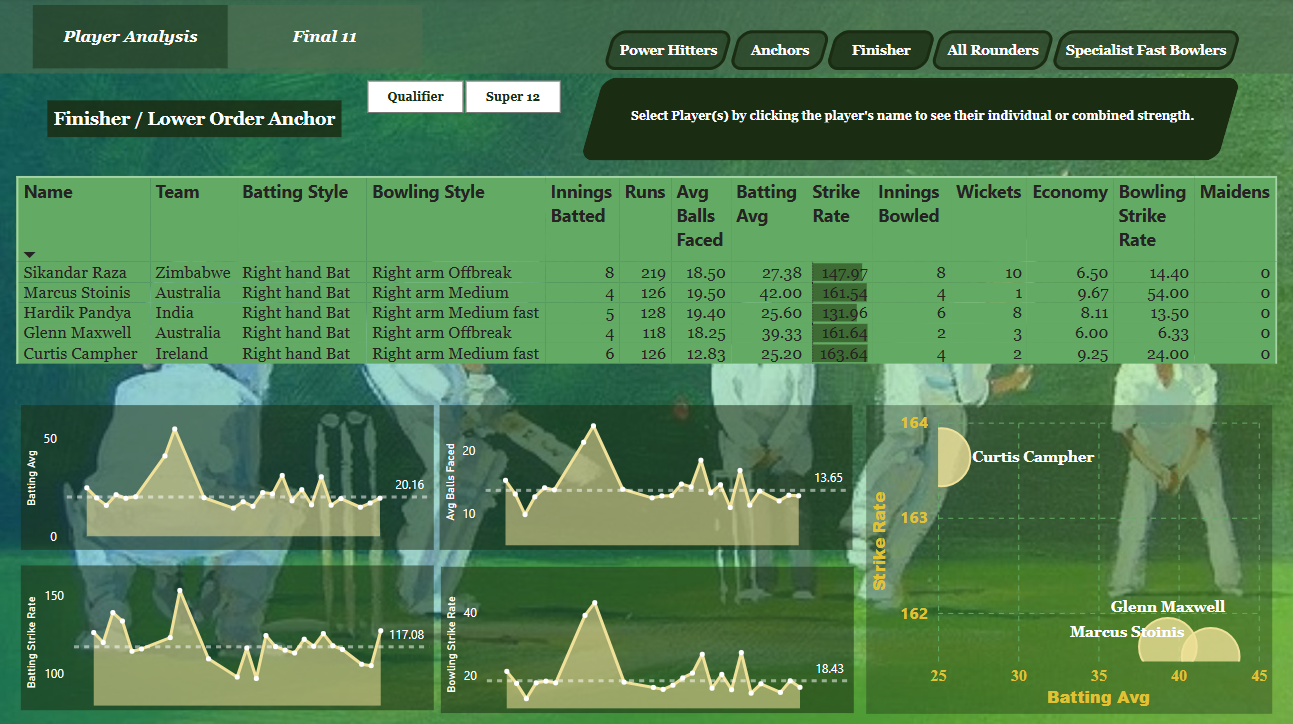 Player Analysis
Final 11
Power Hitters
Anchors
Finisher
All Rounders
Specialist Fast Bowlers
Qualifier
Super 12
Finisher / Lower Order Anchor
Select Player(s) by clicking the player's name to see their individual or combined strength.
Name Team Batting Style Bowling Style Innings Batted Runs Avg Balls Faced Batting Avg Strike Rate Innings Bowled Wickets Economy Bowling Strike Rate Maidens
Sikandar Raza Zimbabwe Right hand Bat Right arm Offbreak 8 219 18.50 27.38 147.97 8 10 6.50 14.40 0
Marcus Stoinis Australia Right hand Bat Right arm Medium 4 126 19.50 42.00 161.54 4 1 9.67 54.00 0
Hardik Pandya India Right hand Bat Right arm Medium fast 5 128 19.40 25.60 131.96 6 8 8.11 13.50 0
Glenn Maxwell Australia Right hand Bat Right arm Offbreak 4 118 18.25 39.33 161.64 2 3 6.00 6.33 0
Curtis Campher Ireland Right hand Bat Right arm Medium fast 6 126 12.83 25.20 163.64 4 2 9.25 24.00 0
Batting Avg
50
0
20.16
Avg Balls Faced
20
10
13.65
Batting Strike Rate
150
100
117.08
Bowling Strike Rate
40
20
18.43
Strike Rate
164
163
162
Curtis Campher
Glenn Maxwell
Marcus Stoinis
25 30 35 40 45
Batting Avg